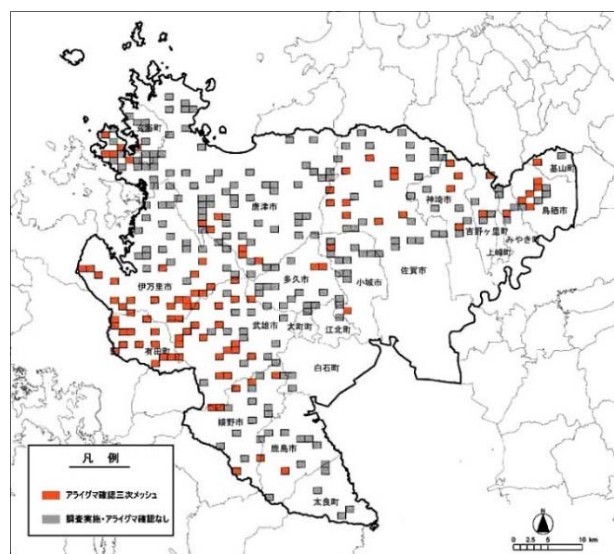 玄海町
唐津市
基山町
神埼市
鳥栖市
吉野ヶ里町
みやき町
上峰町
佐賀市
小城市
多久市
伊万里市
武雄市
大町町
江北町
有田町
白石町
嬉野市
鹿島市
太良町
凡 例
アライグマ確認三次メッシュ
調査実施・アライグマ確認なし
N
0 2.5 5 10 km